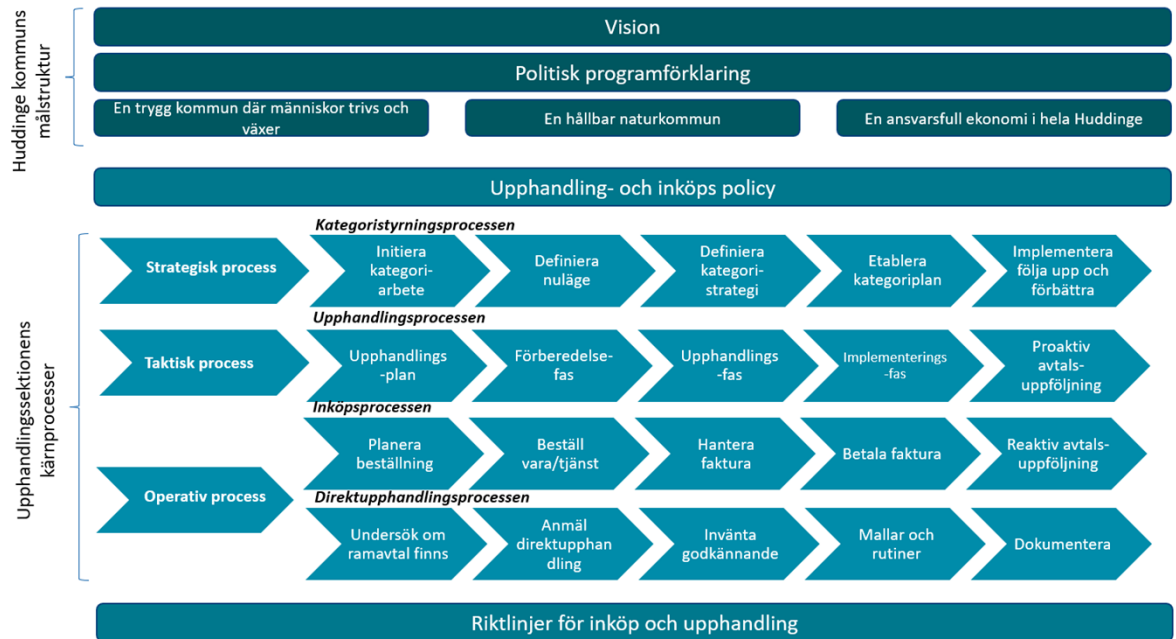 Huddinge kommuns
målstruktur
Vision
Politisk programförklaring
En trygg kommun där människor trivs och
växer
En hållbar naturkommun
En ansvarsfull ekonomi i hela Huddinge
Upphandling- och inköps policy
Upphandlingssektionens
kärnprocesser
Kategoristyrningsprocessen
Strategisk process
Initiera
kategori-
arbete
Definiera
nuläge
Definiera
kategori-
strategi
Etablera
kategoriplan
Implementera
följa upp och
förbättra
Upphandlingsprocessen
Taktisk process
Upphandlings
-plan
Förberedelse-
fas
Upphandlings
-fas
Implementerings
-fas
Proaktiv
avtals-
uppföljning
Inköpsprocessen
Operativ process
Planera
beställning
Beställ
vara/tjänst
Hantera
faktura
Betala faktura
Reaktiv avtals-
uppföljning
Direktupphandlingsprocessen
Undersök om
ramavtal finns
Anmäl
direktupphan
dling
Invänta
godkännande
Mallar och
rutiner
Dokumentera
Riktlinjer för inköp och upphandling